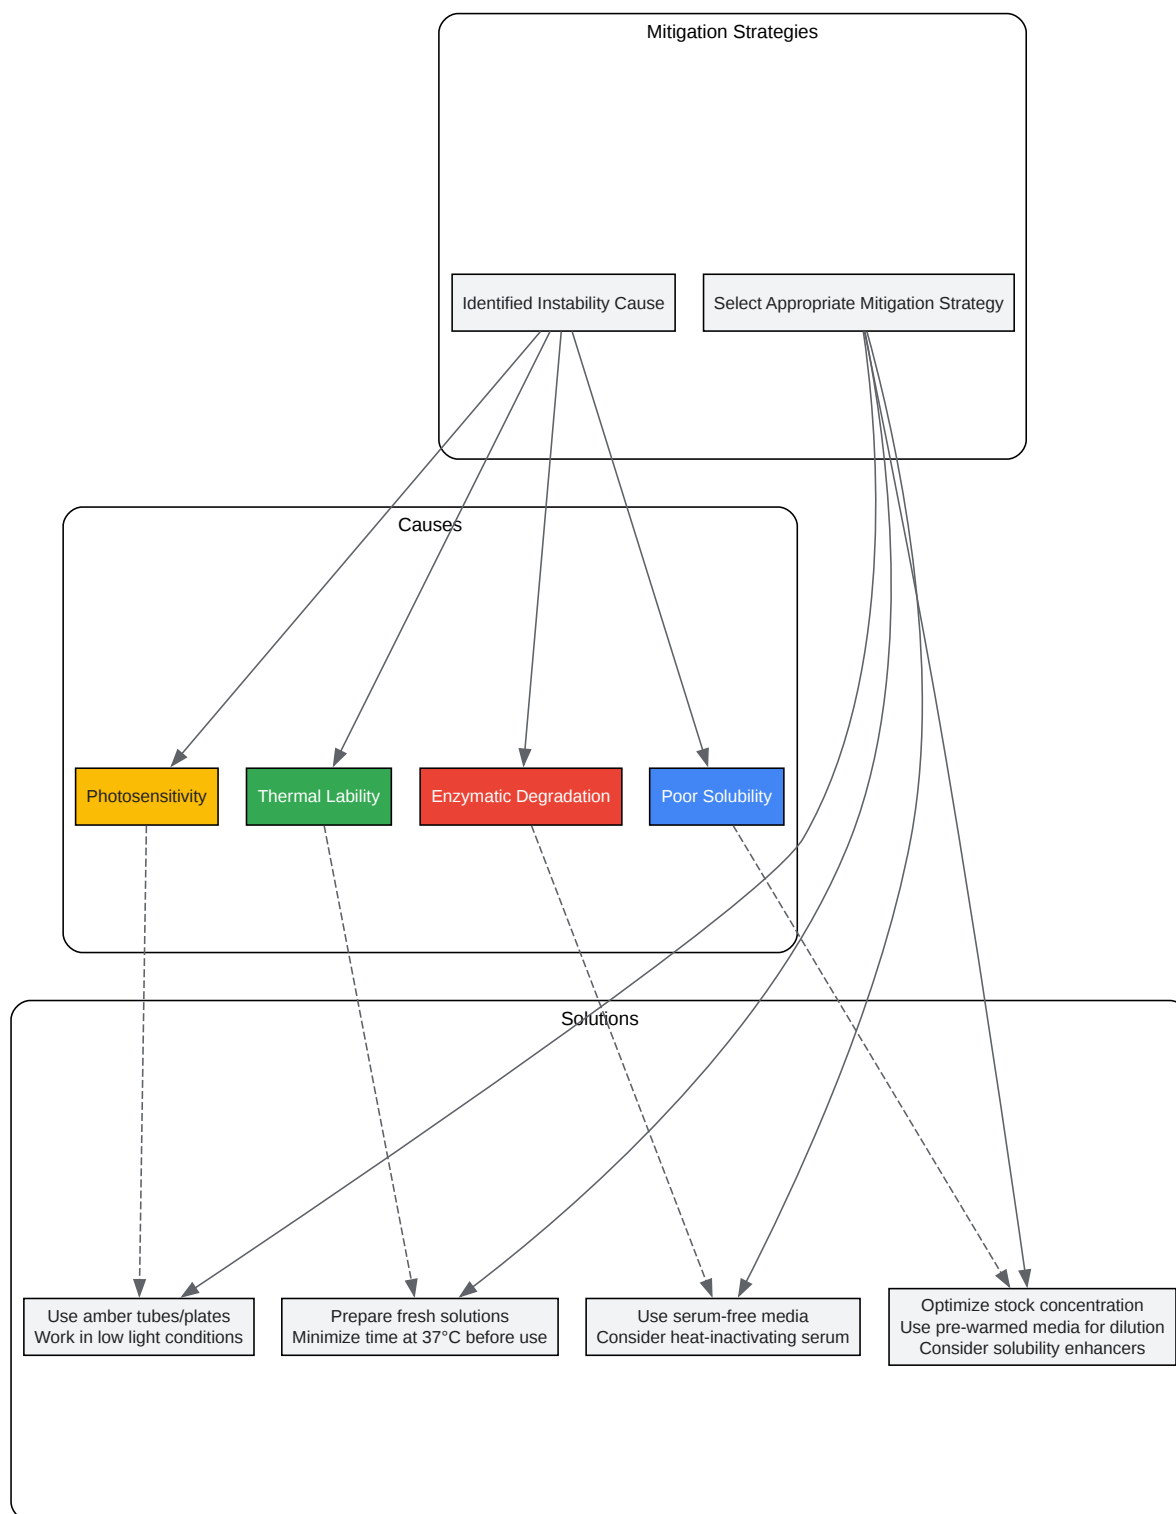 Mitigation Strategies
Identified Instability Cause
Select Appropriate Mitigation Strategy
Causes
Photosensitivity
Thermal Lability
Enzymatic Degradation
Poor Solubility
Solutions
Use amber tubes/plates
Work in low light conditions
Prepare fresh solutions
Minimize time at 37°C before use
Use serum-free media
Consider heat-inactivating serum
Optimize stock concentration
Use pre-warmed media for dilution
Consider solubility enhancers